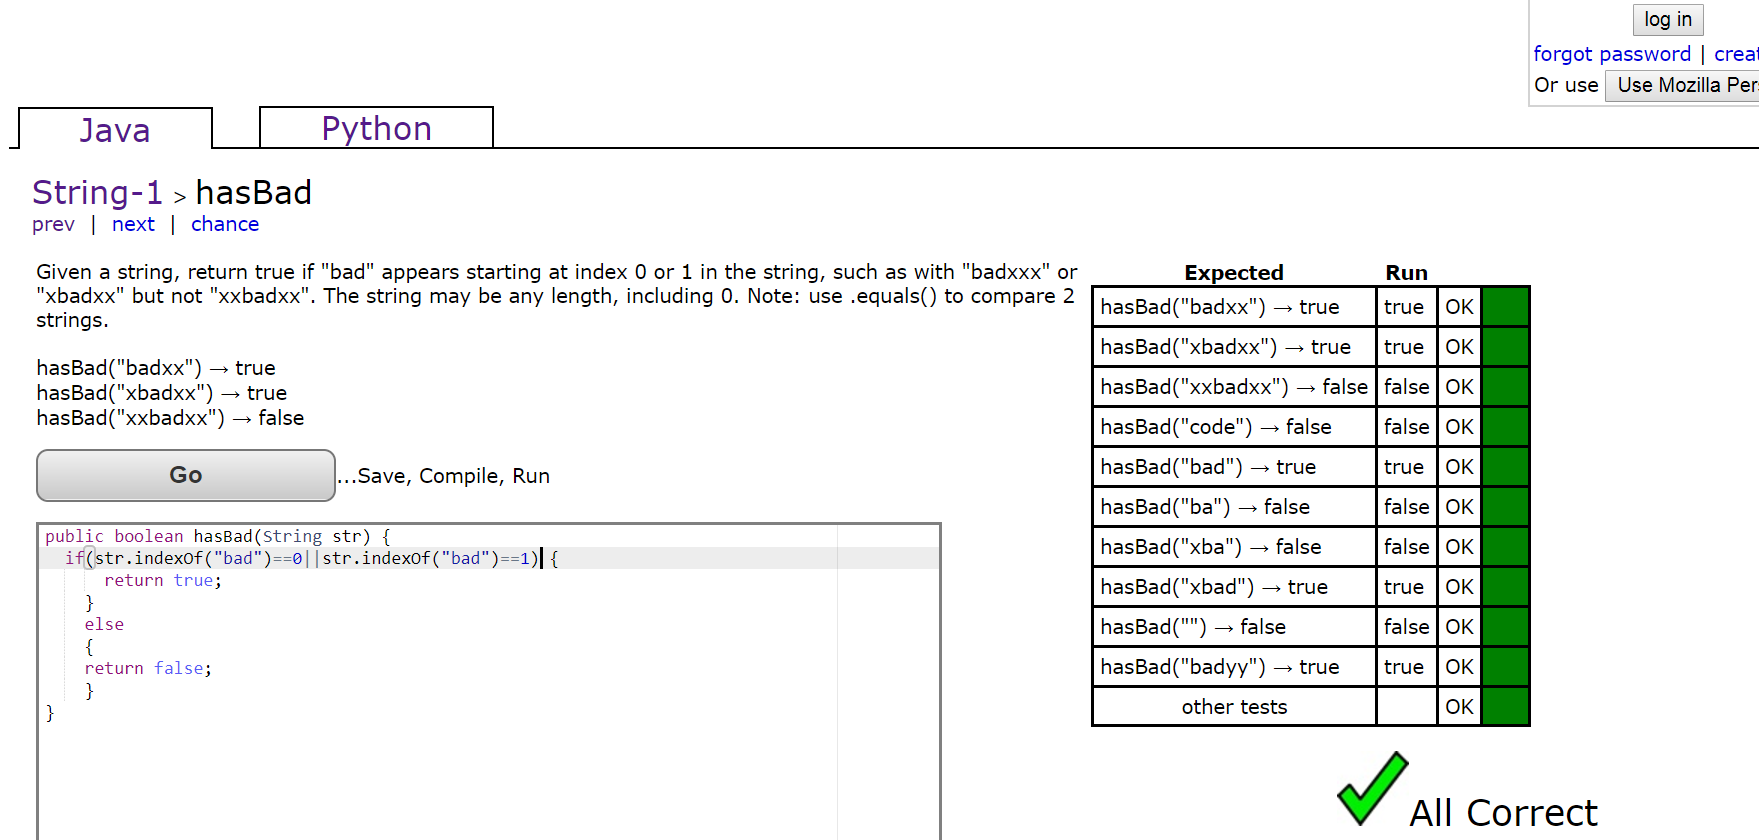 log in
forgot password | creat
Or use Use Mozilla Per
Java
Python
String-1 > hasBad
prev | next | chance
Given a string, return true if "bad" appears starting at index 0 or 1 in the string, such as with "badxxx" or
"xbadxx" but not "xxbadxx". The string may be any length, including 0. Note: use .equals() to compare 2
strings.
hasBad("badxx") → true
hasBad("xbadxx") → true
hasBad("xxbadxx") → false
Go ...Save, Compile, Run
public boolean hasBad(String str) {
if(str.indexOf("bad")==0||str.indexOf("bad")==1) {
return true;
}
else
{
return false;
}
}
Expected Run
hasBad("badxx") → true true OK
hasBad("xbadxx") → true true OK
hasBad("xxbadxx") → false false OK
hasBad("code") → false false OK
hasBad("bad") → true true OK
hasBad("ba") → false false OK
hasBad("xba") → false false OK
hasBad("xbad") → true true OK
hasBad("") → false false OK
hasBad("badyy") → true true OK
other tests OK
All Correct